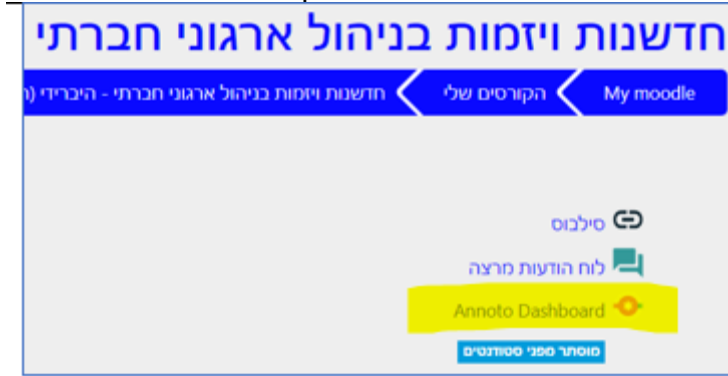 חדשנות ויזמות בניהול ארגוני חברתי
My moodle הקורסים שלי חדשנות ויזמות בניהול ארגוני חברתי - היברידי
סילבוס
לוח הודעות מרצה
Annoto Dashboard
מוסתר מפני סטודנטים